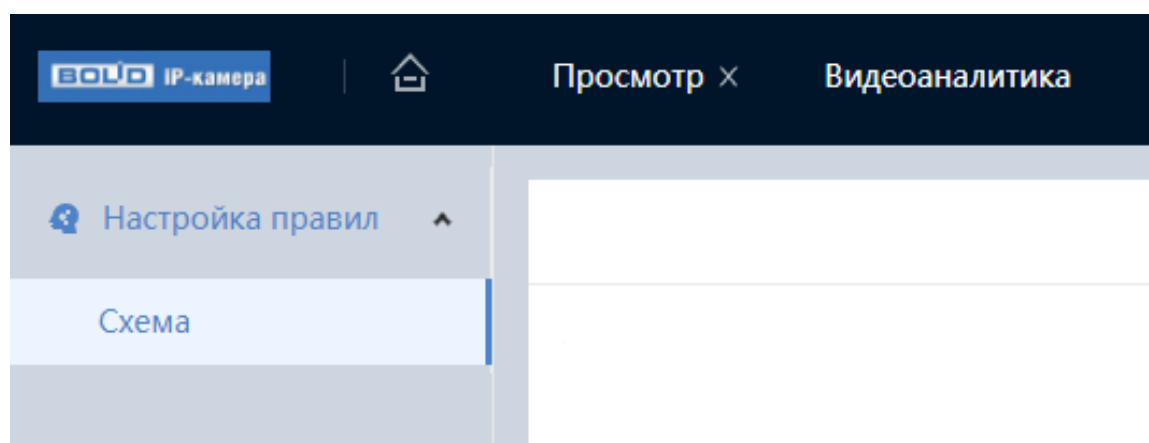 BOLID IP-камера
Просмотр
Видеоаналитика
Настройка правил
Схема